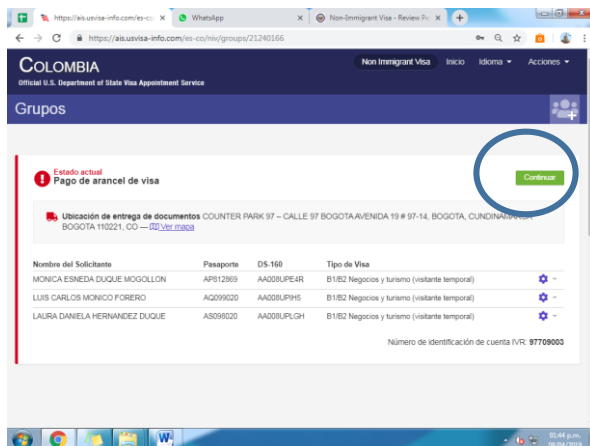 https://ais.usvisa-info.com/es-co
WhatsApp
Non-Immigrant Visa - Review Pe
https://ais.usvisa-info.com/es-co/niv/groups/21240166
COLOMBIA
Official U.S. Department of State Visa Appointment Service
Non Immigrant Visa Inicio Idioma Acciones
Grupos
Estado actual
Pago de arancel de visa
Continuar
Ubicación de entrega de documentos COUNTER PARK 97 – CALLE 97 BOGOTA AVENIDA 19 # 97-14, BOGOTA, CUNDINAMARCA
BOGOTA 110221, CO — Ver mapa
Nombre del Solicitante Pasaporte DS-160 Tipo de Visa
MONICA ESNEDA DUQUE MOGOLLON AP812869 AA008UPE4R B1/B2 Negocios y turismo (visitante temporal)
LUIS CARLOS MONICO FORERO AQ099020 AA008UPIH5 B1/B2 Negocios y turismo (visitante temporal)
LAURA DANIELA HERNANDEZ DUQUE AS098020 AA008UPLGH B1/B2 Negocios y turismo (visitante temporal)
Número de identificación de cuenta IVR: 97709003
01:44 p.m.